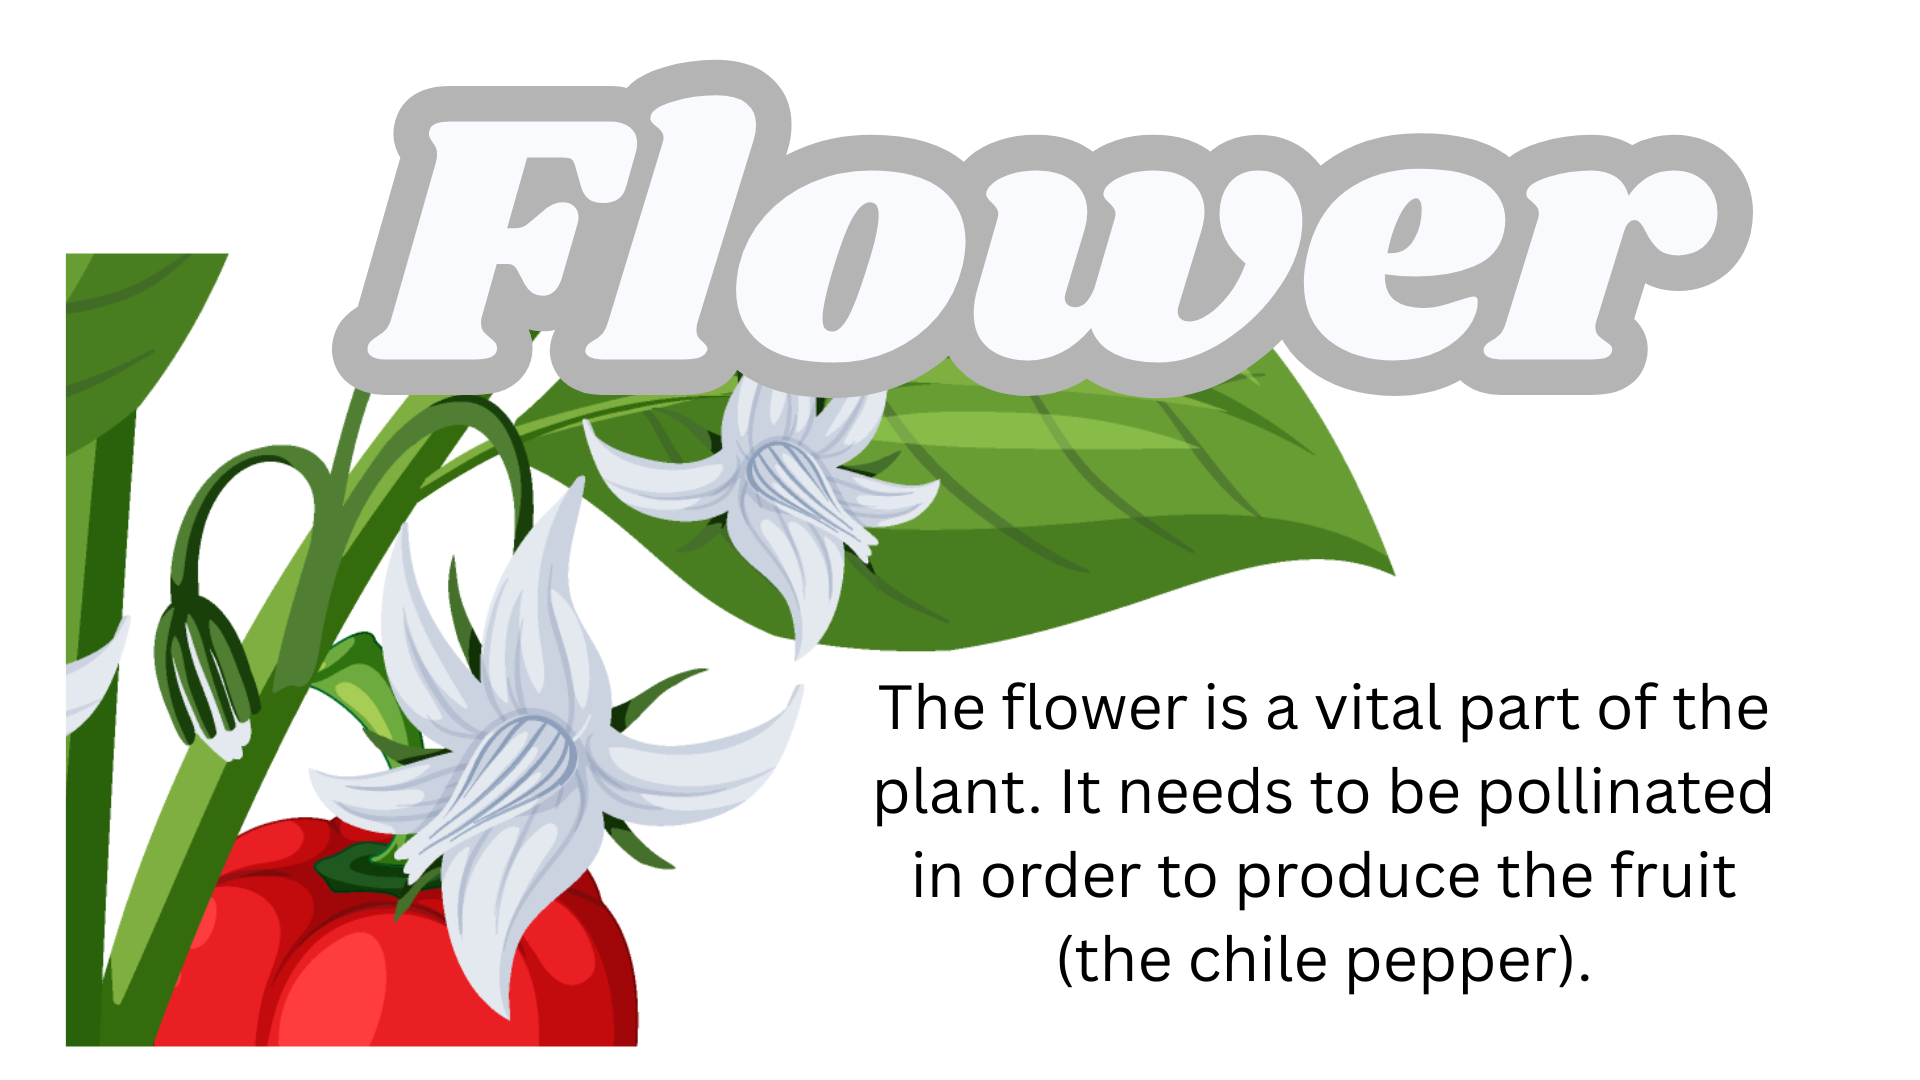 Flower
The flower is a vital part of the
plant. It needs to be pollinated
in order to produce the fruit
(the chile pepper).